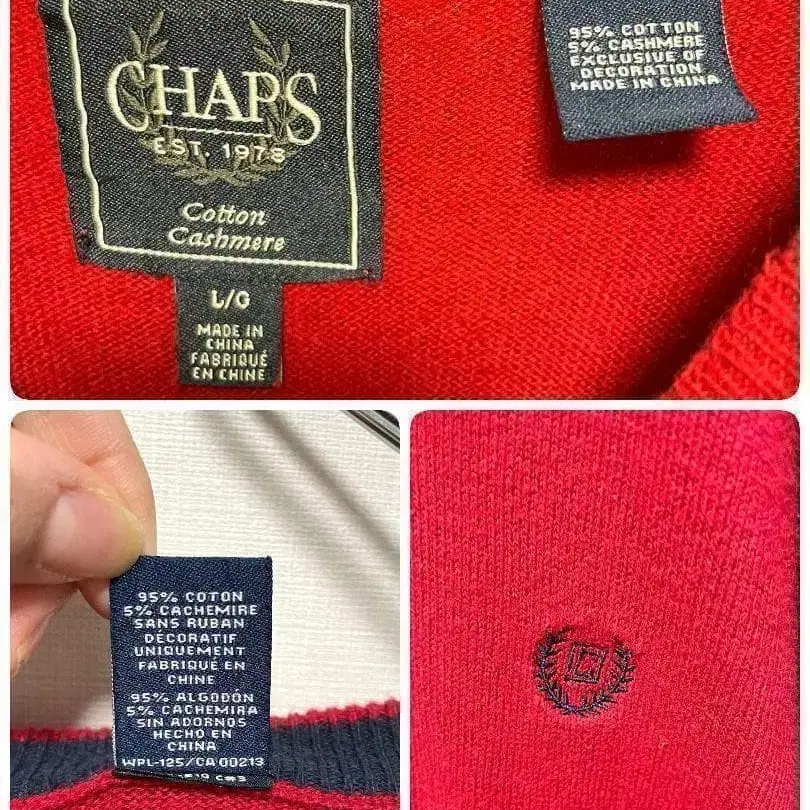 CHAPS
EST. 1978
Cotton
Cashmere
L/G
MADE IN
CHINA
FABRIQUÉ
EN CHINE
95% COTTON
5% CASHMERE
EXCLUSIVE OF
DECORATION
MADE IN CHINA
95% COTON
5% CACHEMIRE
SANS RUBAN
DÉCORATIF
UNIQUEMENT
FABRIQUÉ EN
CHINE
95% ALGODÓN
5% CACHEMIRA
SIN ADORNOS
HECHO EN
CHINA
WPL-125/CA 00213